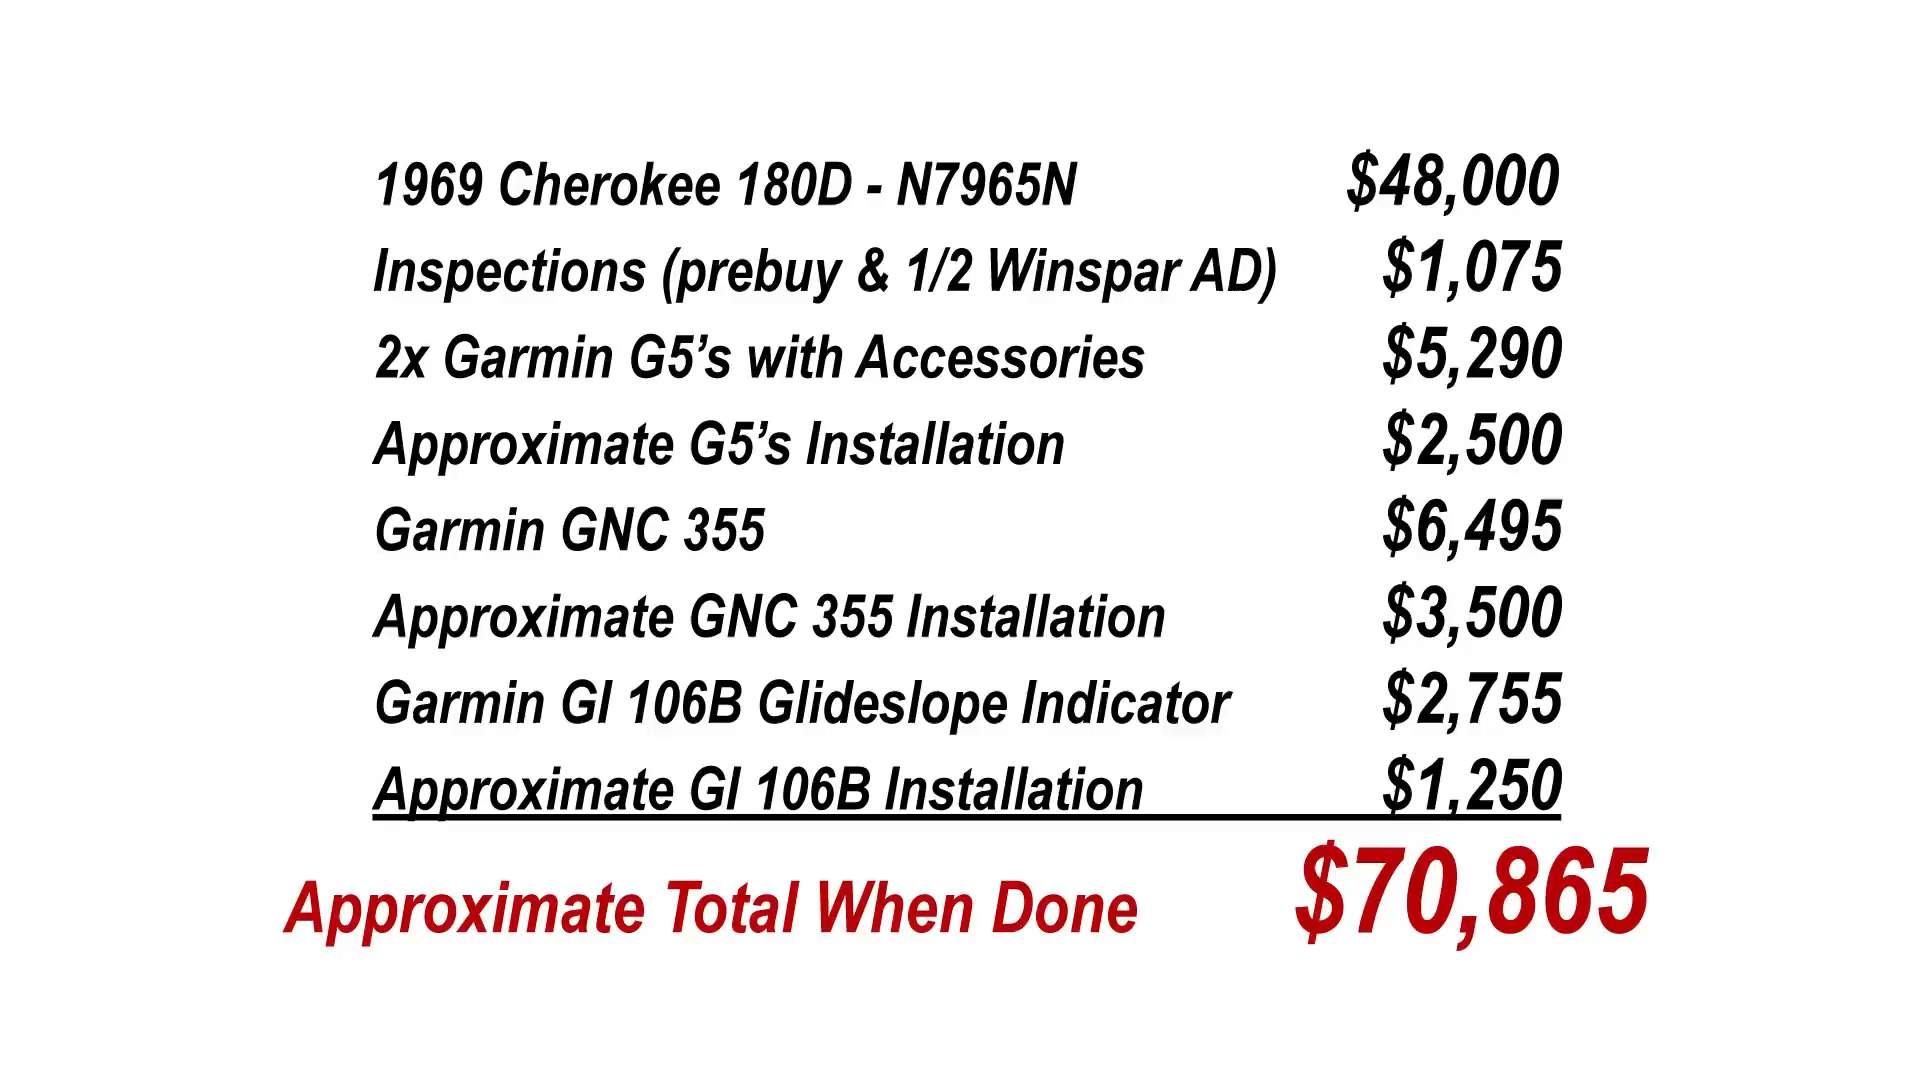 1969 Cherokee 180D - N7965N $48,000
Inspections (prebuy & 1/2 Winspar AD) $1,075
2x Garmin G5’s with Accessories $5,290
Approximate G5’s Installation $2,500
Garmin GNC 355 $6,495
Approximate GNC 355 Installation $3,500
Garmin GI 106B Glideslope Indicator $2,755
Approximate GI 106B Installation $1,250
Approximate Total When Done $70,865